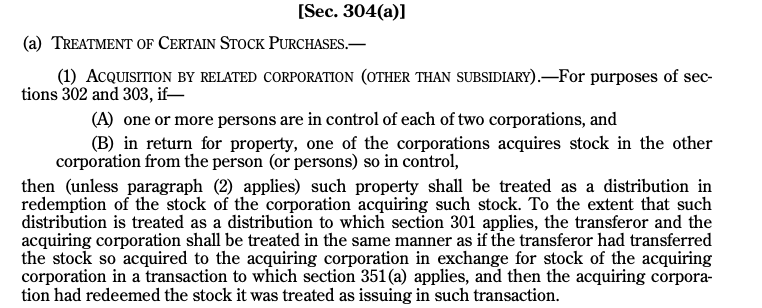 [Sec. 304(a)]
(a) TREATMENT OF CERTAIN STOCK PURCHASES.—
(1) ACQUISITION BY RELATED CORPORATION (OTHER THAN SUBSIDIARY).—For purposes of sec-
tions 302 and 303, if—
(A) one or more persons are in control of each of two corporations, and
(B) in return for property, one of the corporations acquires stock in the other
corporation from the person (or persons) so in control,
then (unless paragraph (2) applies) such property shall be treated as a distribution in
redemption of the stock of the corporation acquiring such stock. To the extent that such
distribution is treated as a distribution to which section 301 applies, the transferor and the
acquiring corporation shall be treated in the same manner as if the transferor had transferred
the stock so acquired to the acquiring corporation in exchange for stock of the acquiring
corporation in a transaction to which section 351(a) applies, and then the acquiring corpora-
tion had redeemed the stock it was treated as issuing in such transaction.